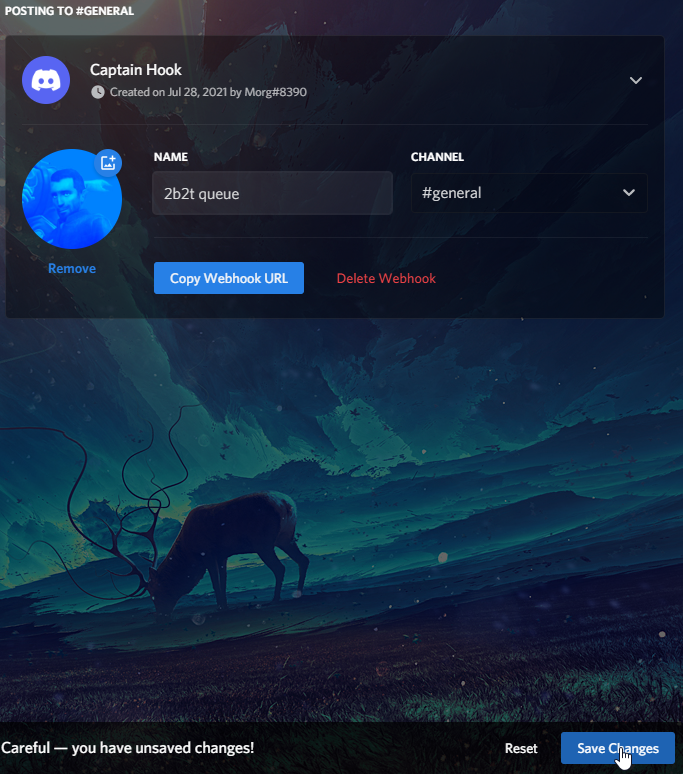 POSTING TO #GENERAL
Captain Hook
Created on Jul 28, 2021 by Morg#8390
NAME
CHANNEL
2b2t queue
#general
Remove
Copy Webhook URL
Delete Webhook
Careful — you have unsaved changes!
Reset
Save Changes